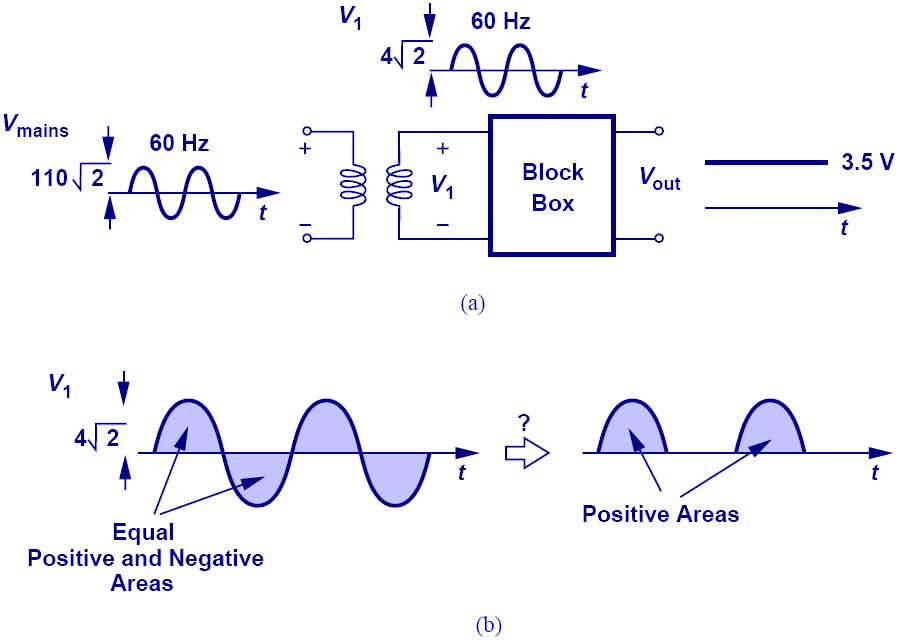 V1
60 Hz
4√2
t
Vmains
60 Hz
110√2
t
+
+
−
−
V1
Block
Box
Vout
3.5 V
t
(a)
V1
4√2
t
?
t
Equal
Positive and Negative
Areas
Positive Areas
(b)